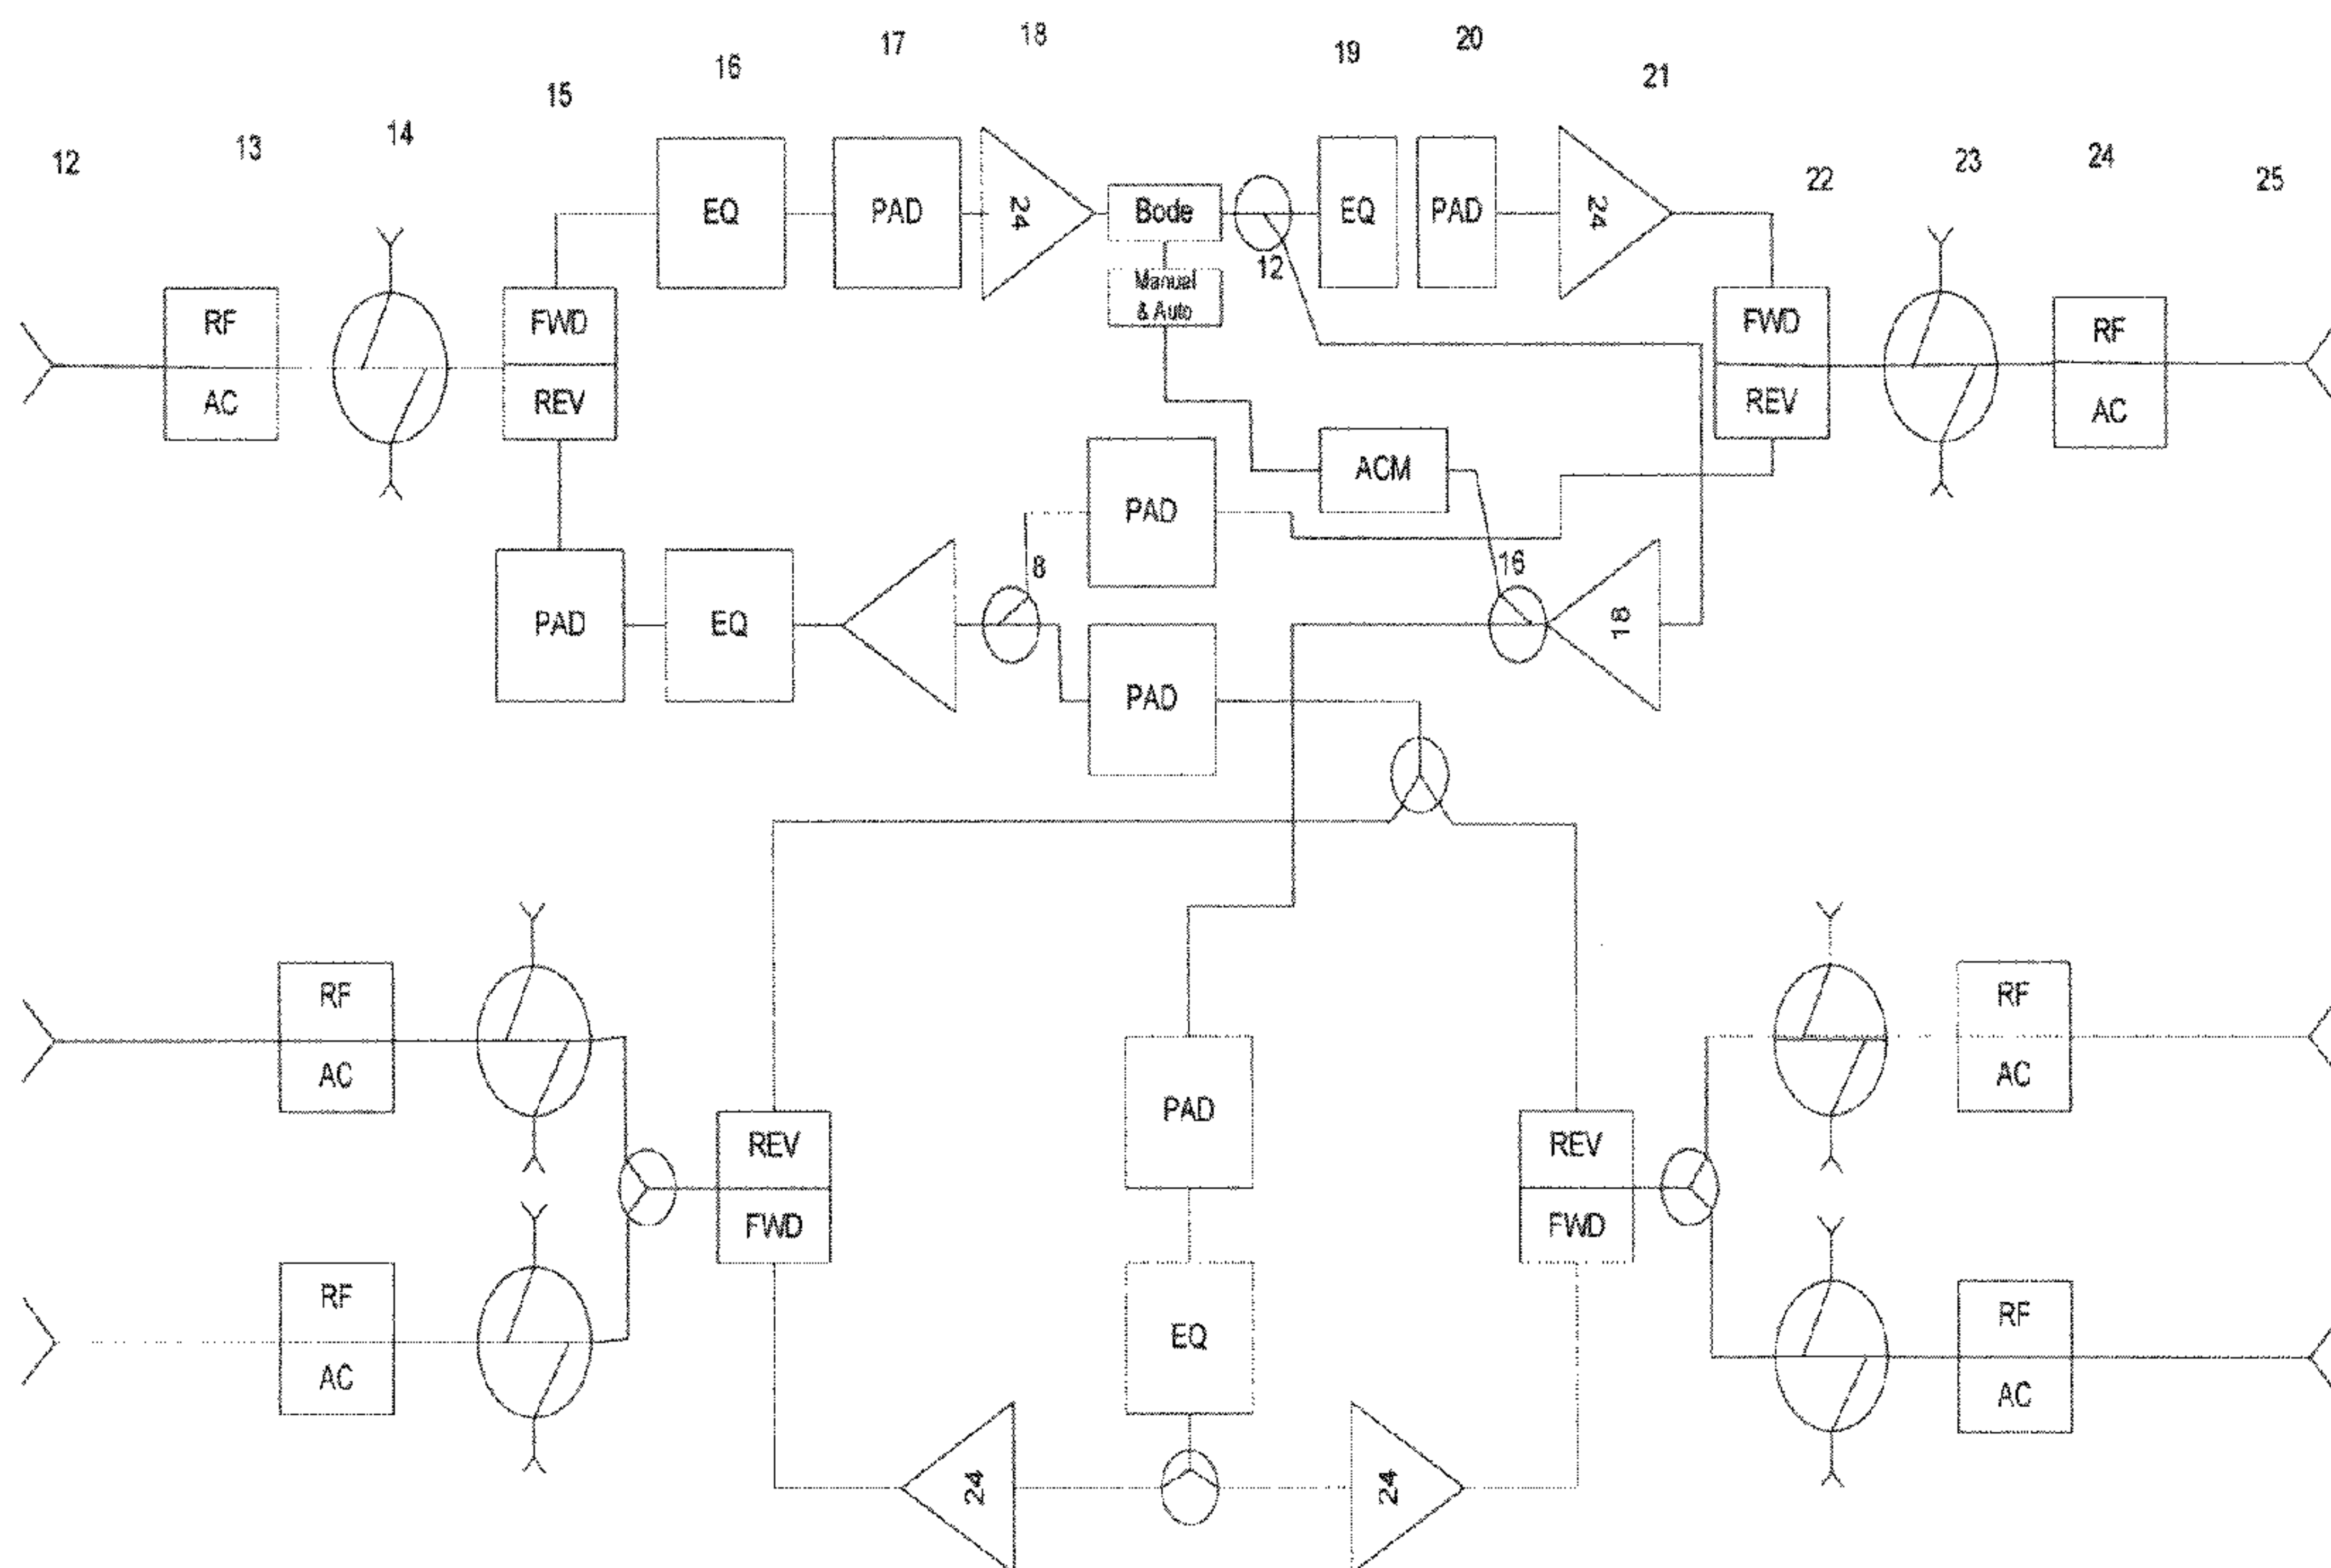 18
17
20
19
16
21
15
14
13
12
23
24
22
25
EQ
PAD
24
Bode
EQ
PAD
24
12
Manual
& Auto
RF
AC
FWD
REV
FWD
REV
RF
AC
ACM
PAD
8
16
PAD
EQ
18
PAD
RF
AC
RF
AC
PAD
REV
FWD
REV
FWD
RF
AC
EQ
RF
AC
24
24